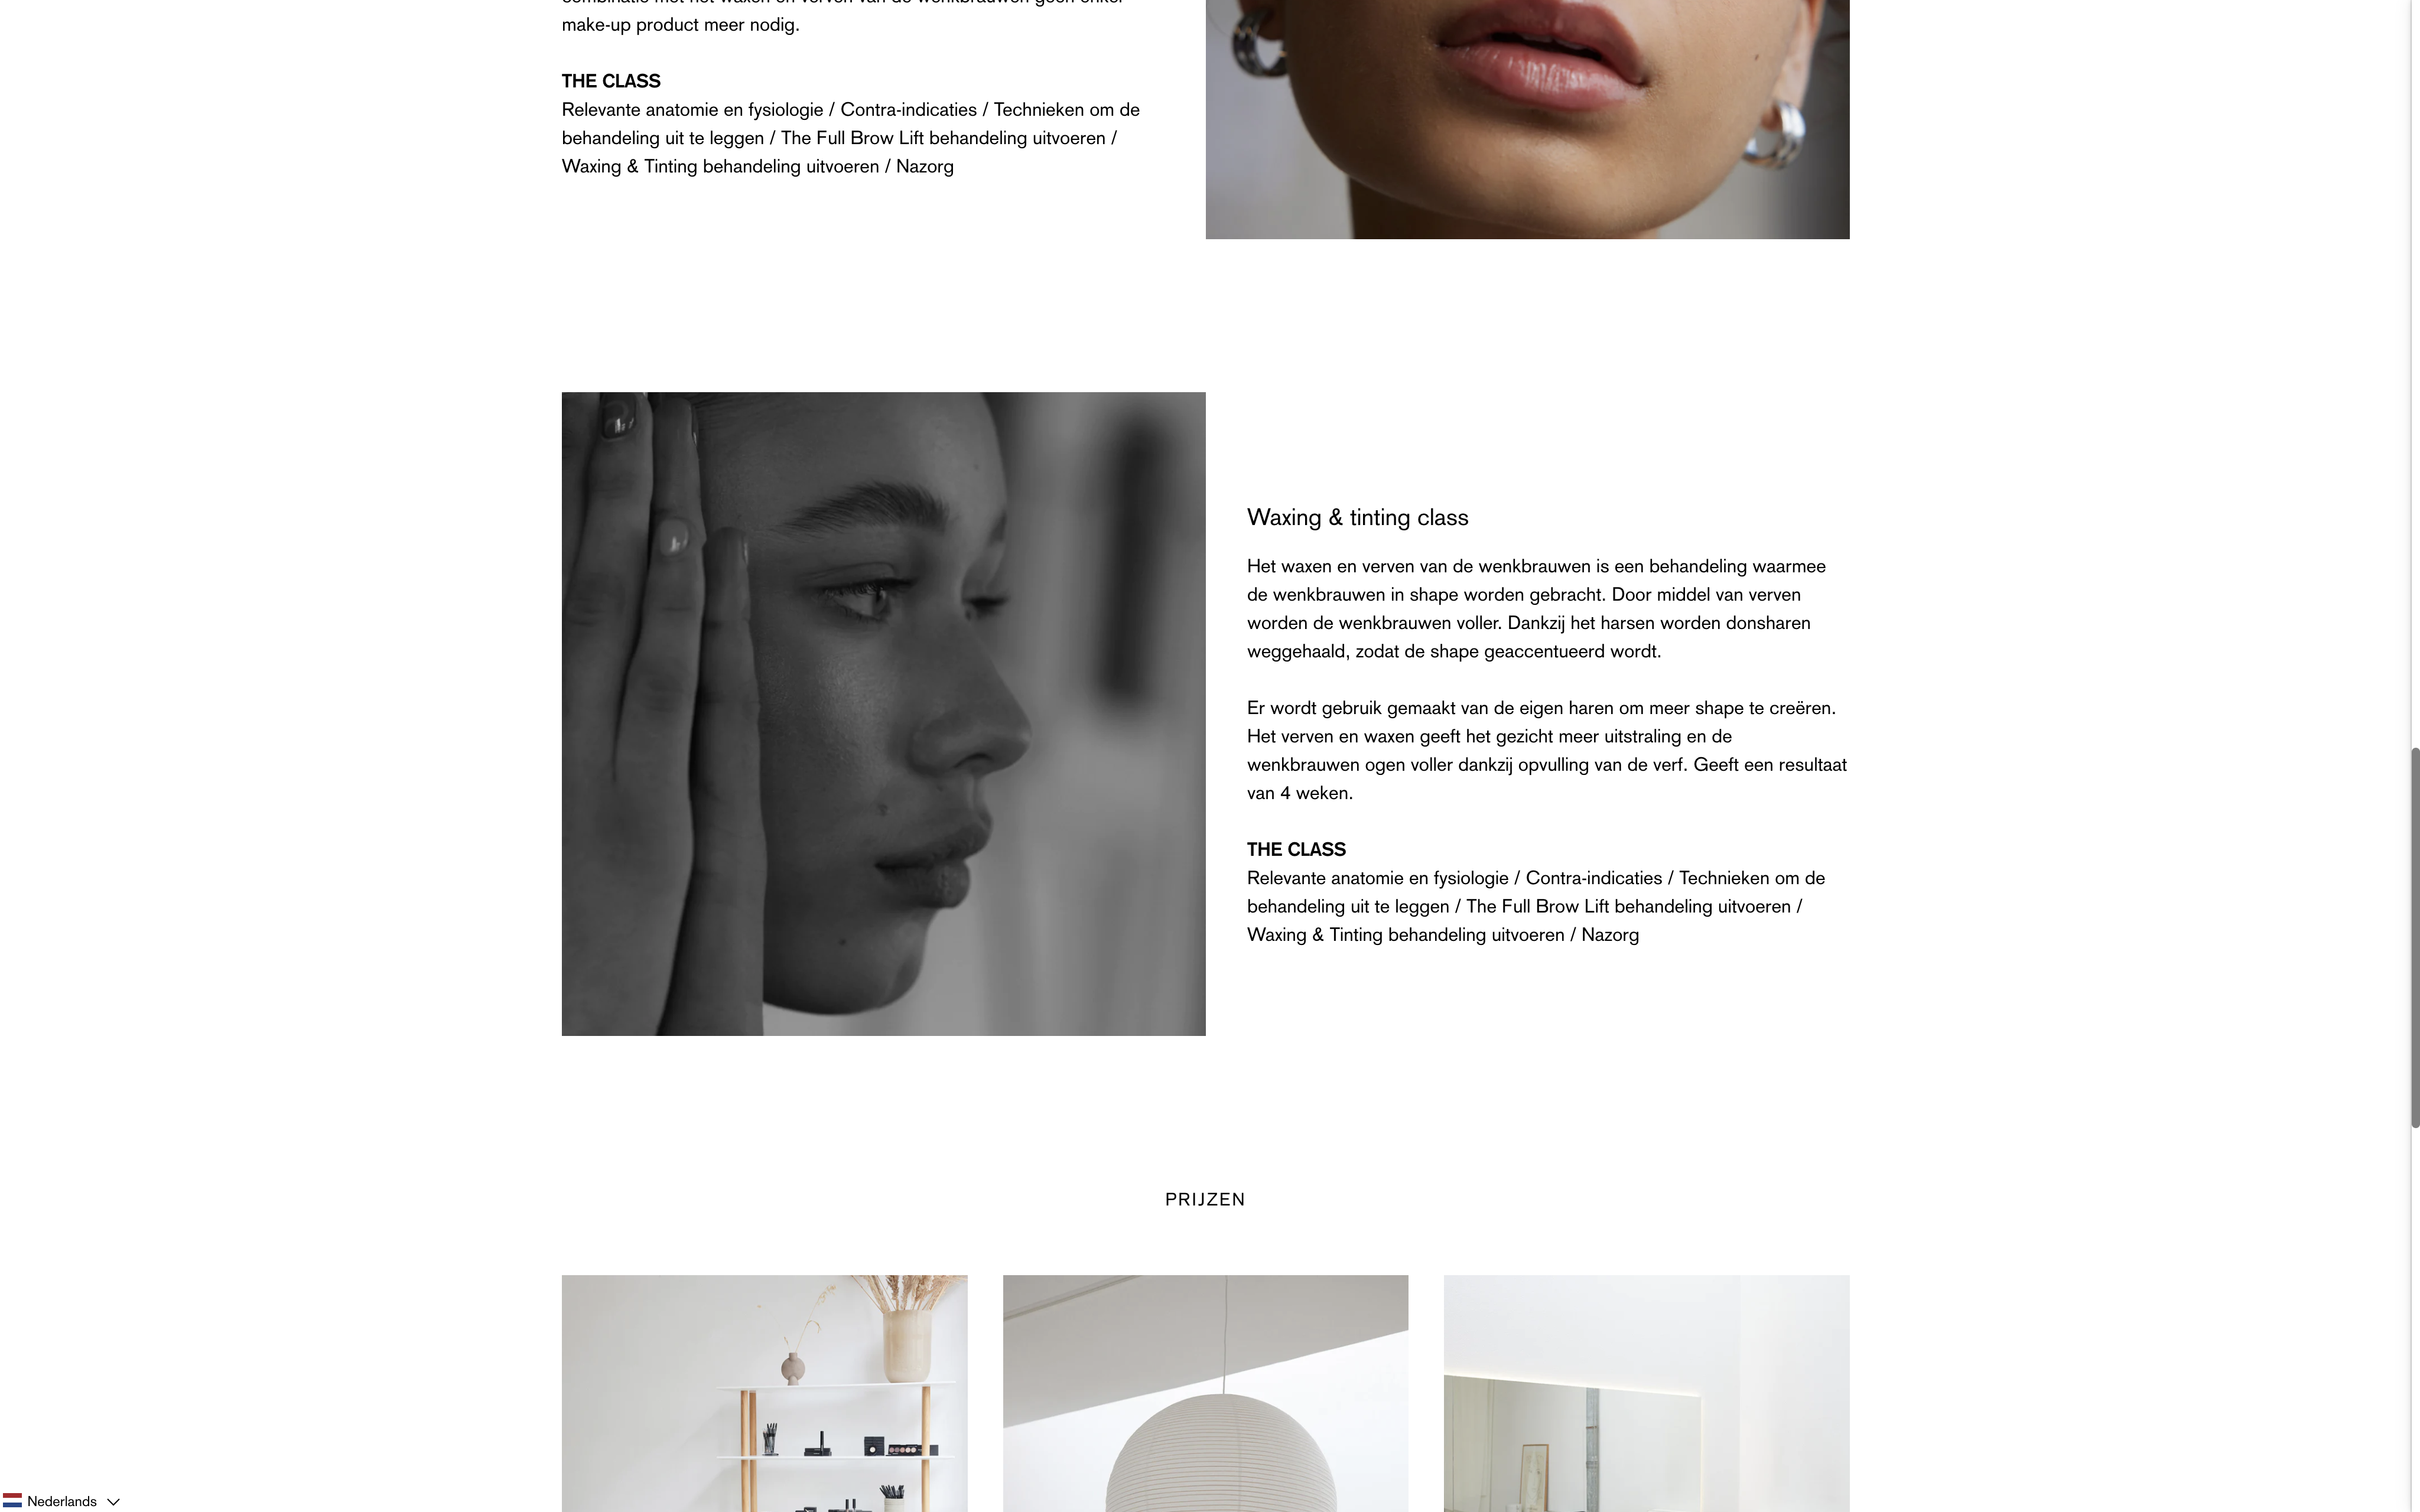 make-up product meer nodig.
THE CLASS
Relevante anatomie en fysiologie / Contra-indicaties / Technieken om de
behandeling uit te leggen / The Full Brow Lift behandeling uitvoeren /
Waxing & Tinting behandeling uitvoeren / Nazorg
Waxing & tinting class
Het waxen en verven van de wenkbrauwen is een behandeling waarmee
de wenkbrauwen in shape worden gebracht. Door middel van verven
worden de wenkbrauwen voller. Dankzij het harsen worden donsharen
weggehaald, zodat de shape geaccentueerd wordt.
Er wordt gebruik gemaakt van de eigen haren om meer shape te creëren.
Het verven en waxen geeft het gezicht meer uitstraling en de
wenkbrauwen ogen voller dankzij opvulling van de verf. Geeft een resultaat
van 4 weken.
THE CLASS
Relevante anatomie en fysiologie / Contra-indicaties / Technieken om de
behandeling uit te leggen / The Full Brow Lift behandeling uitvoeren /
Waxing & Tinting behandeling uitvoeren / Nazorg
PRIJZEN
Nederlands